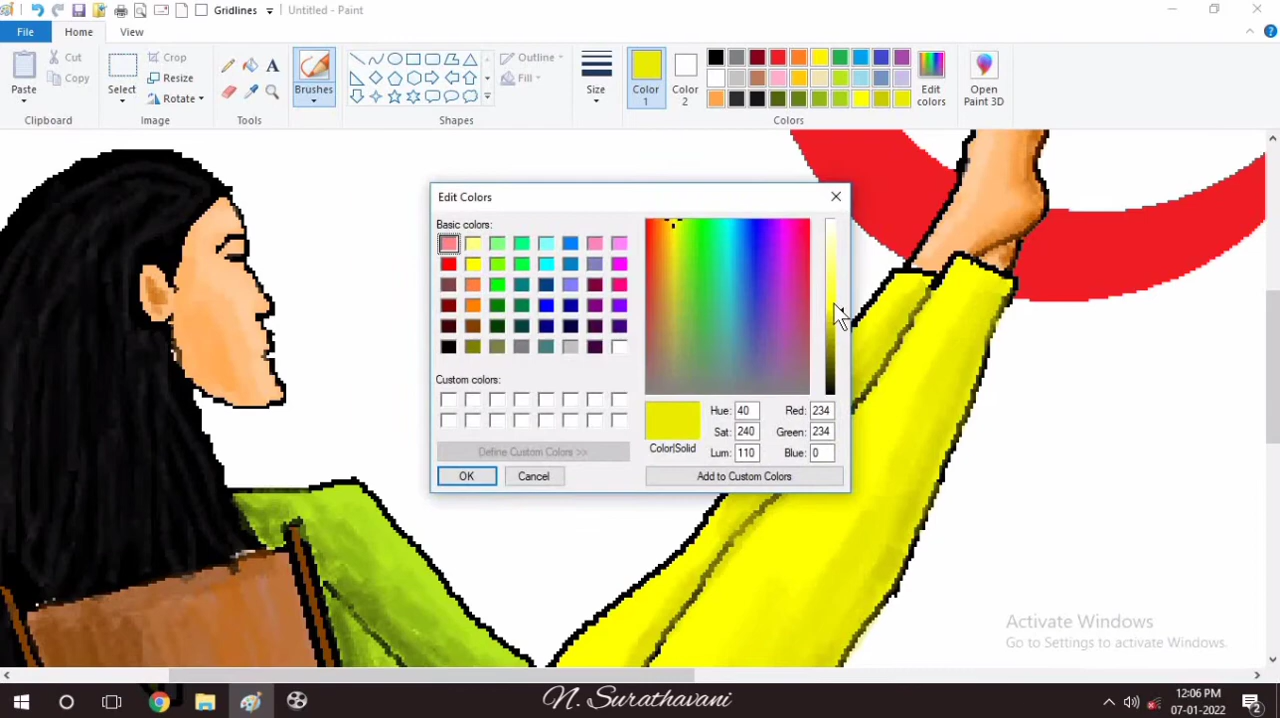 Gridlines
Untitled - Paint
File
Home
View
Paste
Cut
Copy
Clipboard
Select
Crop
Resize
Rotate
Image
A
Tools
Brushes
Outline
Fill
Shapes
Size
Color 1
Color 2
Edit colors
Colors
Open Paint 3D
Edit Colors
Basic colors:
Custom colors:
Define Custom Colors >>
OK
Cancel
Color|Solid
Hue: 40
Sat: 240
Lum: 110
Red: 234
Green: 234
Blue: 0
Add to Custom Colors
Activate Windows
Go to Settings to activate Windows.
N. Surathavani
12:06 PM
07-01-2022
2